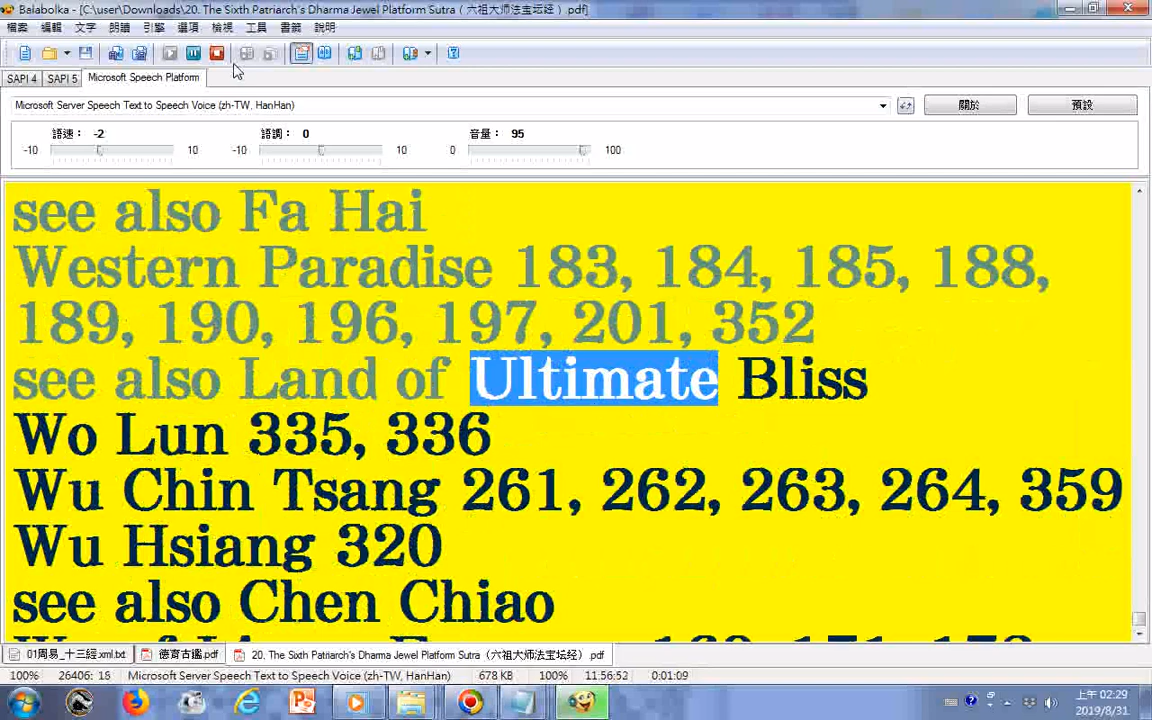 Balabolka - [C:\user\Downloads\20. The Sixth Patriarch's Dharma Jewel Platform Sutra（六祖大师法宝坛经）pdf]
檔案 編輯 文字 朗讀 引擎 選項 檢視 工具 書籤 說明
SAPI 4 SAPI 5 Microsoft Speech Platform
Microsoft Server Speech Text to Speech Voice (zh-TW, HanHan) 關於 預設
語速： -2 語調： 0 音量： 95
-10 10 -10 10 0 100
see also Fa Hai
Western Paradise 183, 184, 185, 188,
189, 190, 196, 197, 201, 352
see also Land of Ultimate Bliss
Wo Lun 335, 336
Wu Chin Tsang 261, 262, 263, 264, 359
Wu Hsiang 320
see also Chen Chiao
01周易_十三經.xml.txt 德育古鑑.pdf 20. The Sixth Patriarch's Dharma Jewel Platform Sutra（六祖大师法宝坛经）.pdf
100% 26406: 18 Microsoft Server Speech Text to Speech Voice (zh-TW, HanHan) 678 KB 100% 11:56:52 0:01:09
上午 02:29
2019/8/31